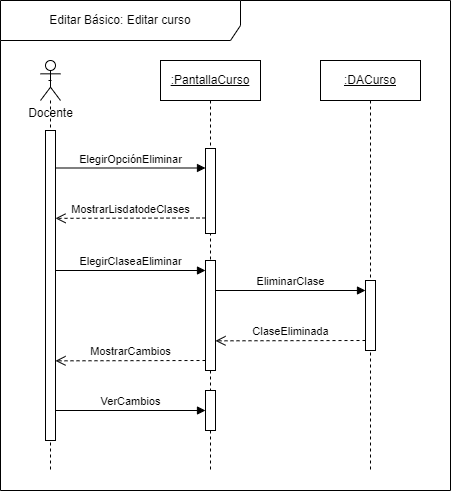 Editar Básico: Editar curso
:PantallaCurso
:DACurso
Docente
ElegirOpciónEliminar
MostrarLisdatodeClases
ElegirClaseaEliminar
EliminarClase
ClaseEliminada
MostrarCambios
VerCambios